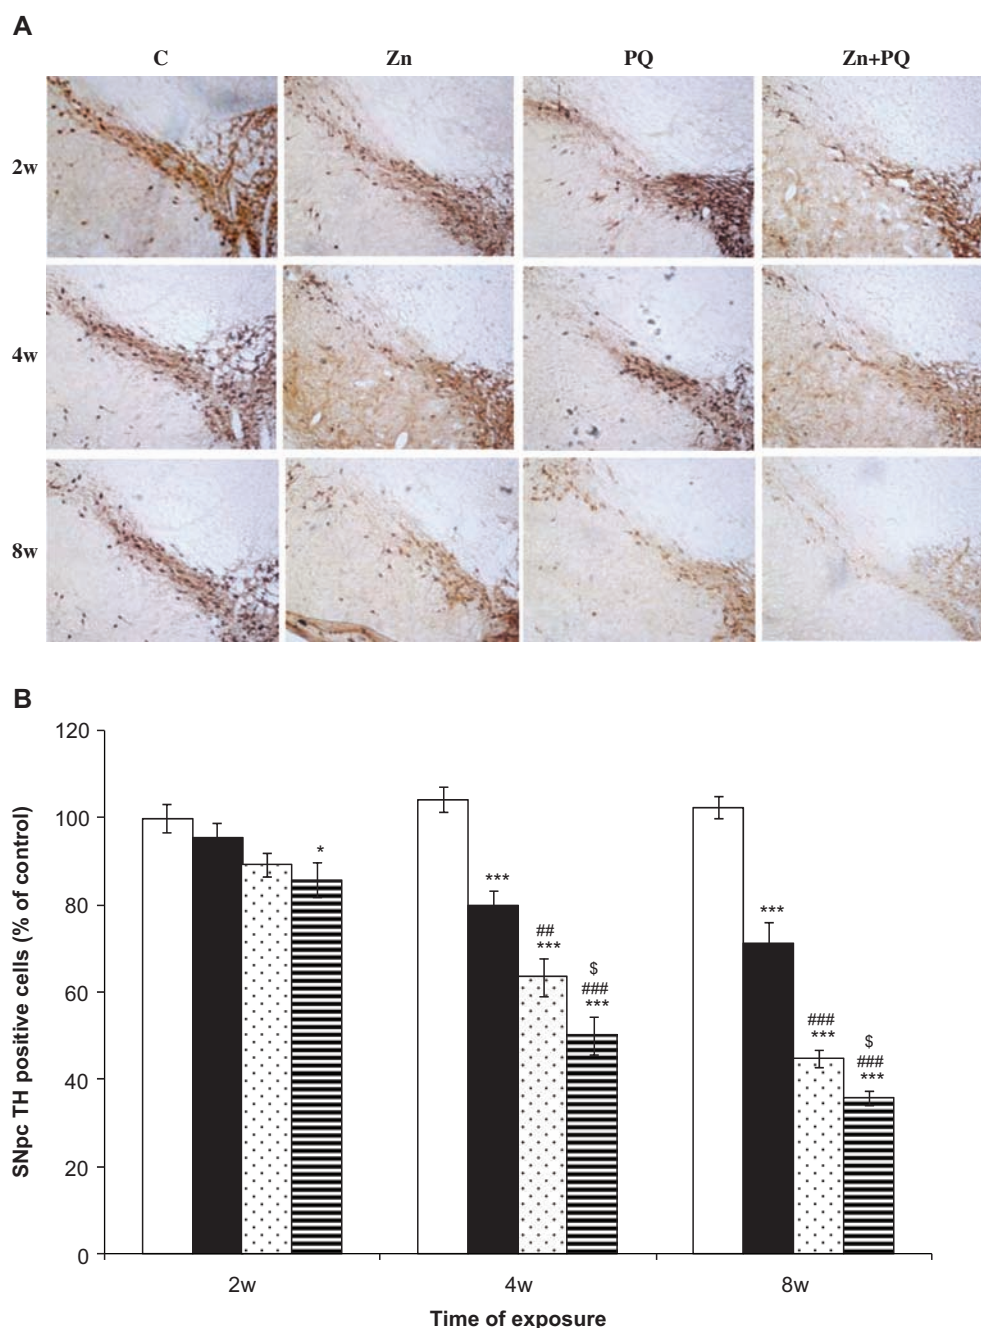 A
C Zn PQ Zn+PQ
2w
4w
8w
B
SNpc TH positive cells (% of control)
120
100
80
60
40
20
0
*
***
##
***
$
###
***
***
###
***
$
###
***
2w 4w 8w
Time of exposure